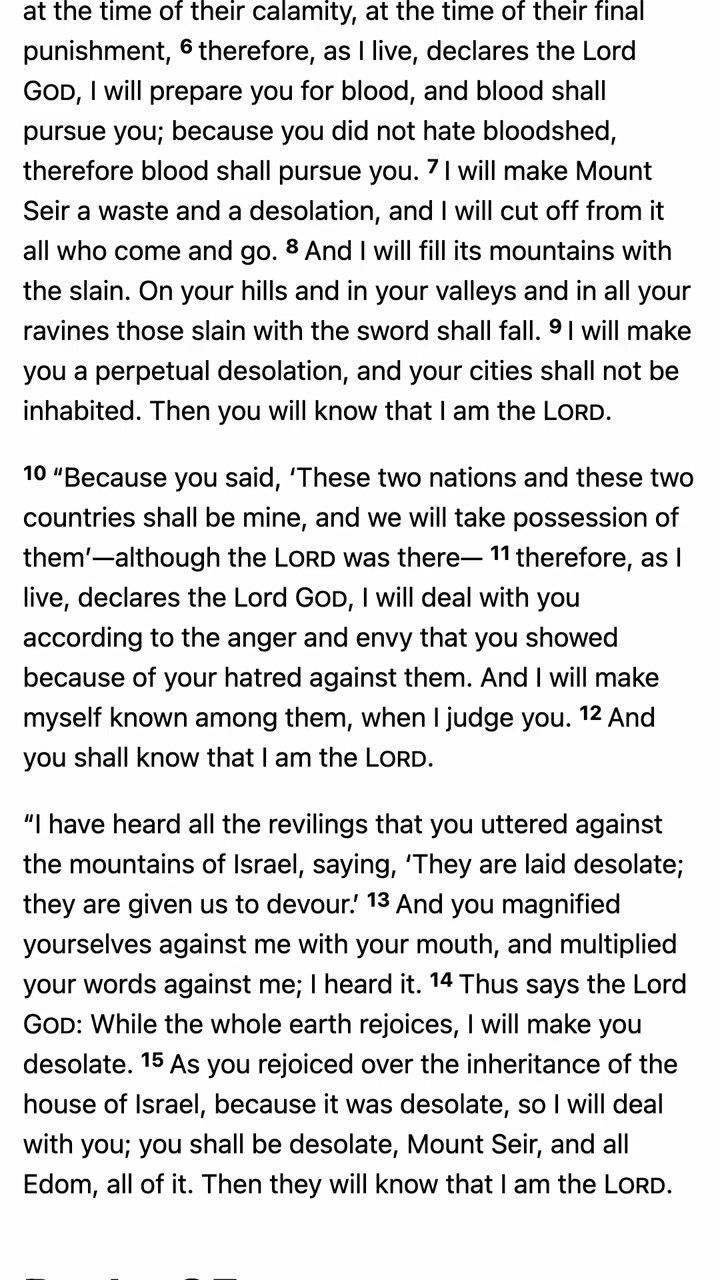 at the time of their calamity, at the time of their final
punishment, 6 therefore, as I live, declares the Lord
GOD, I will prepare you for blood, and blood shall
pursue you; because you did not hate bloodshed,
therefore blood shall pursue you. 7 I will make Mount
Seir a waste and a desolation, and I will cut off from it
all who come and go. 8 And I will fill its mountains with
the slain. On your hills and in your valleys and in all your
ravines those slain with the sword shall fall. 9 I will make
you a perpetual desolation, and your cities shall not be
inhabited. Then you will know that I am the LORD.
10 “Because you said, ‘These two nations and these two
countries shall be mine, and we will take possession of
them’—although the LORD was there— 11 therefore, as I
live, declares the Lord GOD, I will deal with you
according to the anger and envy that you showed
because of your hatred against them. And I will make
myself known among them, when I judge you. 12 And
you shall know that I am the LORD.
“I have heard all the revilings that you uttered against
the mountains of Israel, saying, ‘They are laid desolate;
they are given us to devour.’ 13 And you magnified
yourselves against me with your mouth, and multiplied
your words against me; I heard it. 14 Thus says the Lord
GOD: While the whole earth rejoices, I will make you
desolate. 15 As you rejoiced over the inheritance of the
house of Israel, because it was desolate, so I will deal
with you; you shall be desolate, Mount Seir, and all
Edom, all of it. Then they will know that I am the LORD.